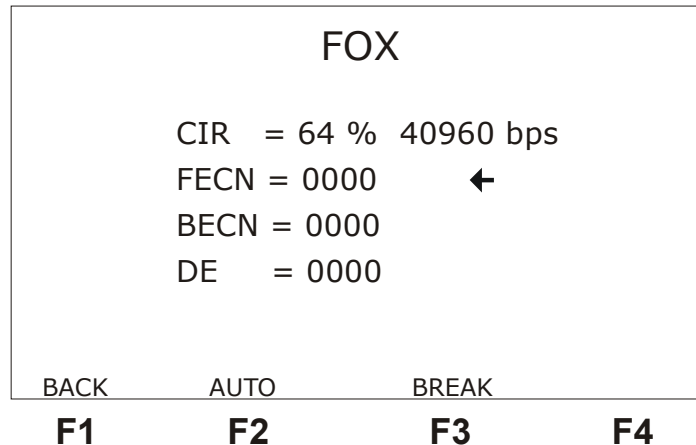 FOX
CIR = 64 % 40960 bps
FECN = 0000 ←
BECN = 0000
DE = 0000
BACK AUTO BREAK
F1 F2 F3 F4